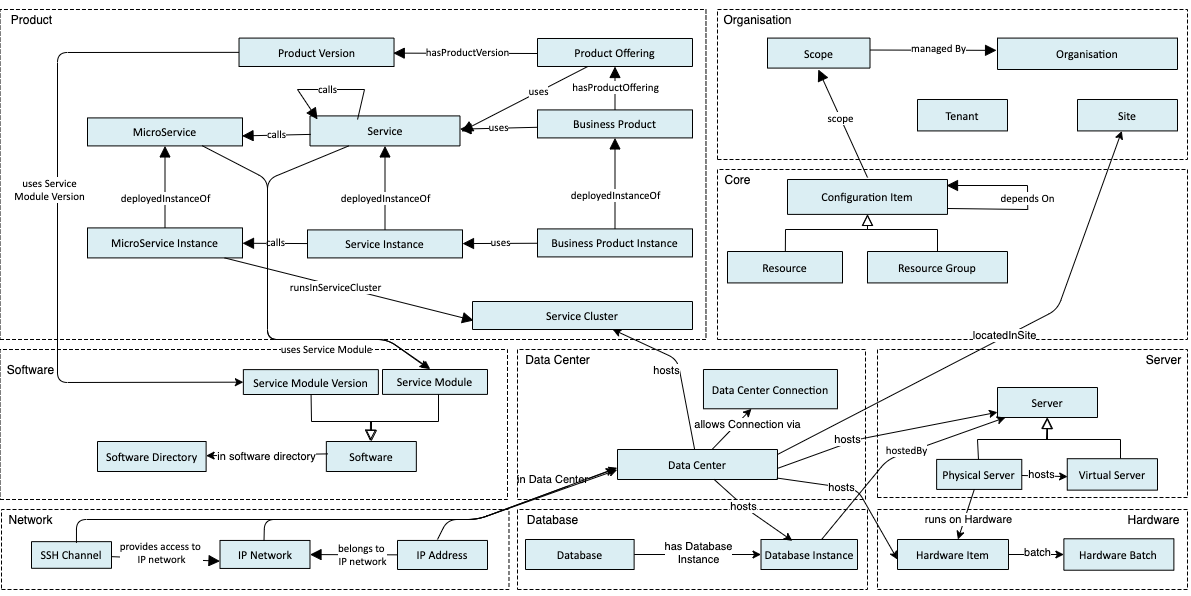 Product
Organisation
Product Version
hasProductVersion
Product Offering
Scope
managed By
Organisation
calls
uses
hasProductOffering
MicroService
calls
Service
uses
Business Product
scope
Tenant
Site
uses Service
Module Version
deployedInstanceOf
deployedInstanceOf
deployedInstanceOf
Core
Configuration Item
depends On
MicroService Instance
calls
Service Instance
uses
Business Product Instance
Resource
Resource Group
runsInServiceCluster
Service Cluster
locatedInSite
uses Service Module
Software
Data Center
Server
hosts
Service Module Version
Service Module
Data Center Connection
Server
allows Connection via
hosts
hostedBy
Software Directory
in software directory
Software
Data Center
Physical Server
hosts
Virtual Server
in Data Center
hosts
hosts
Network
Database
runs on Hardware
Hardware
SSH Channel
provides access to
IP network
IP Network
belongs to
IP network
IP Address
Database
has Database
Instance
Database Instance
Hardware Item
batch
Hardware Batch